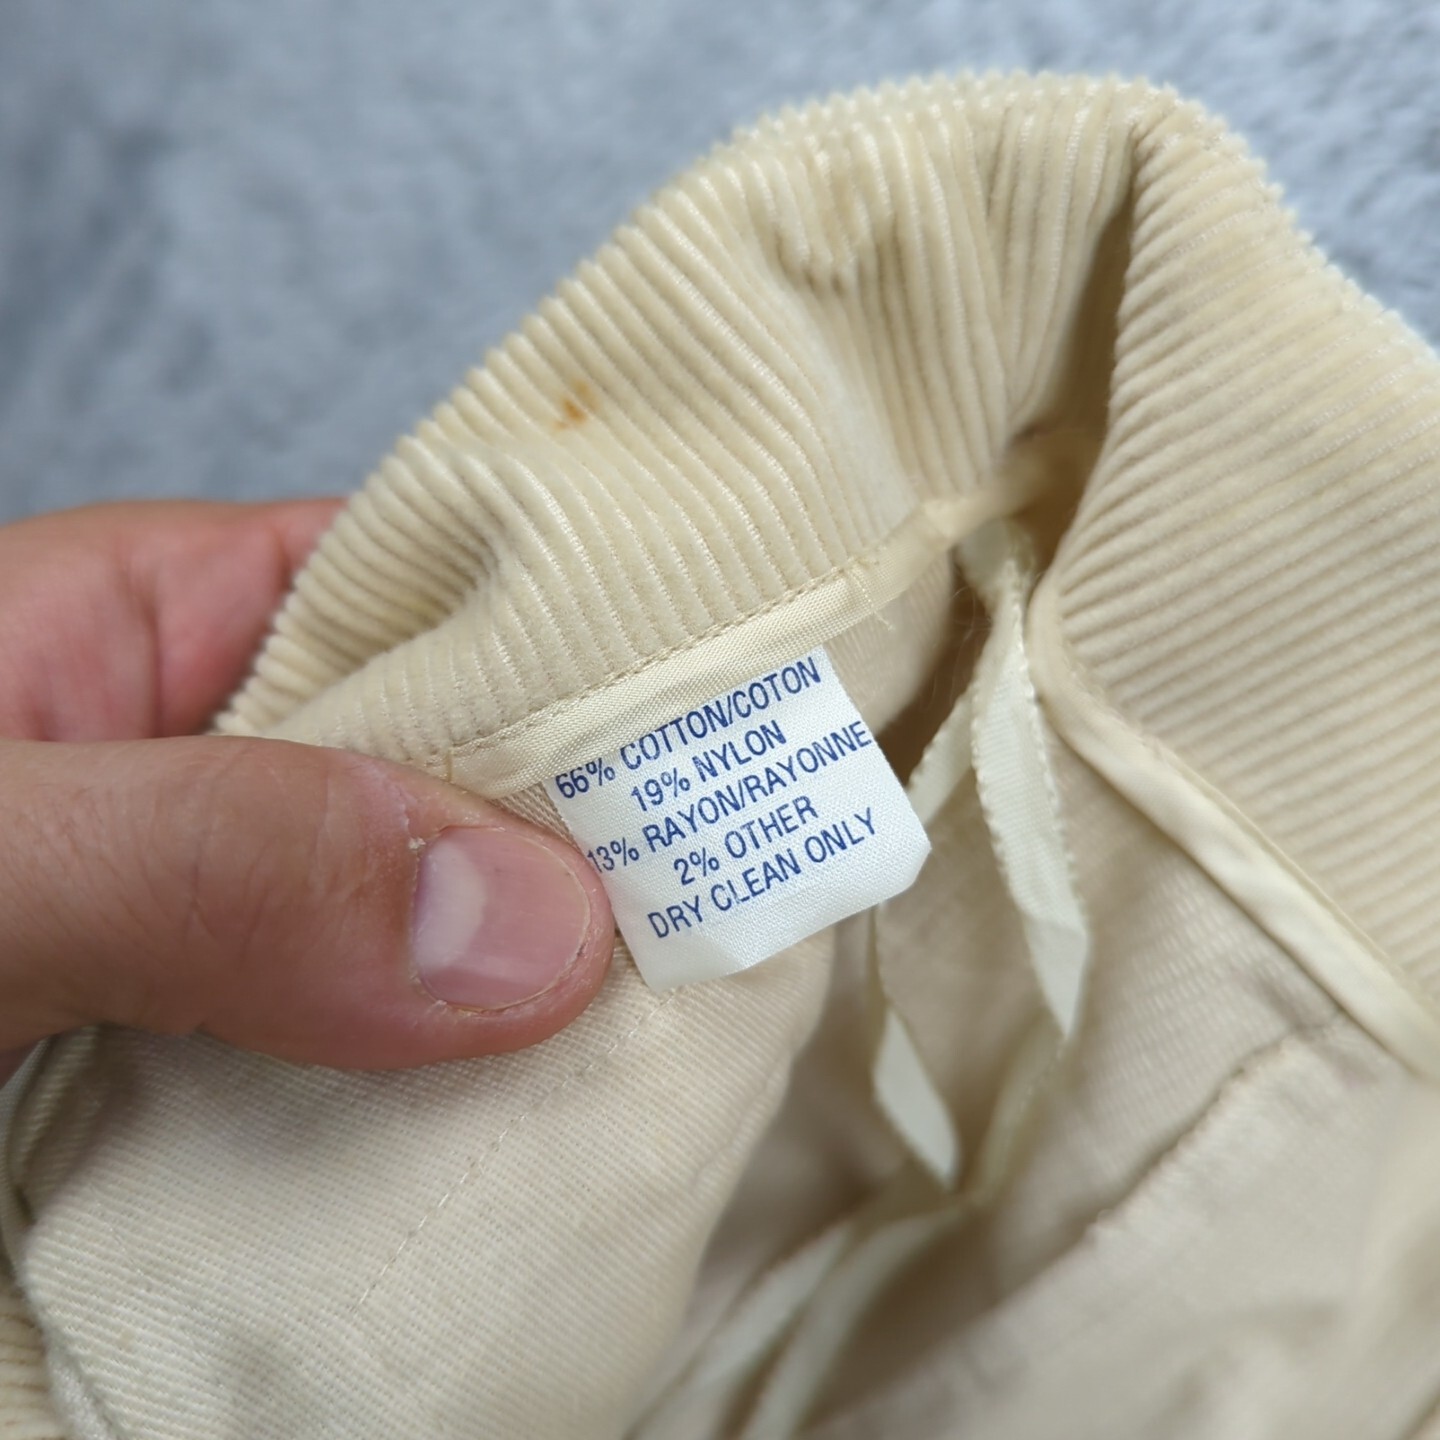 66% COTTON/COTON
19% NYLON
13% RAYON/RAYONNE
2% OTHER
DRY CLEAN ONLY